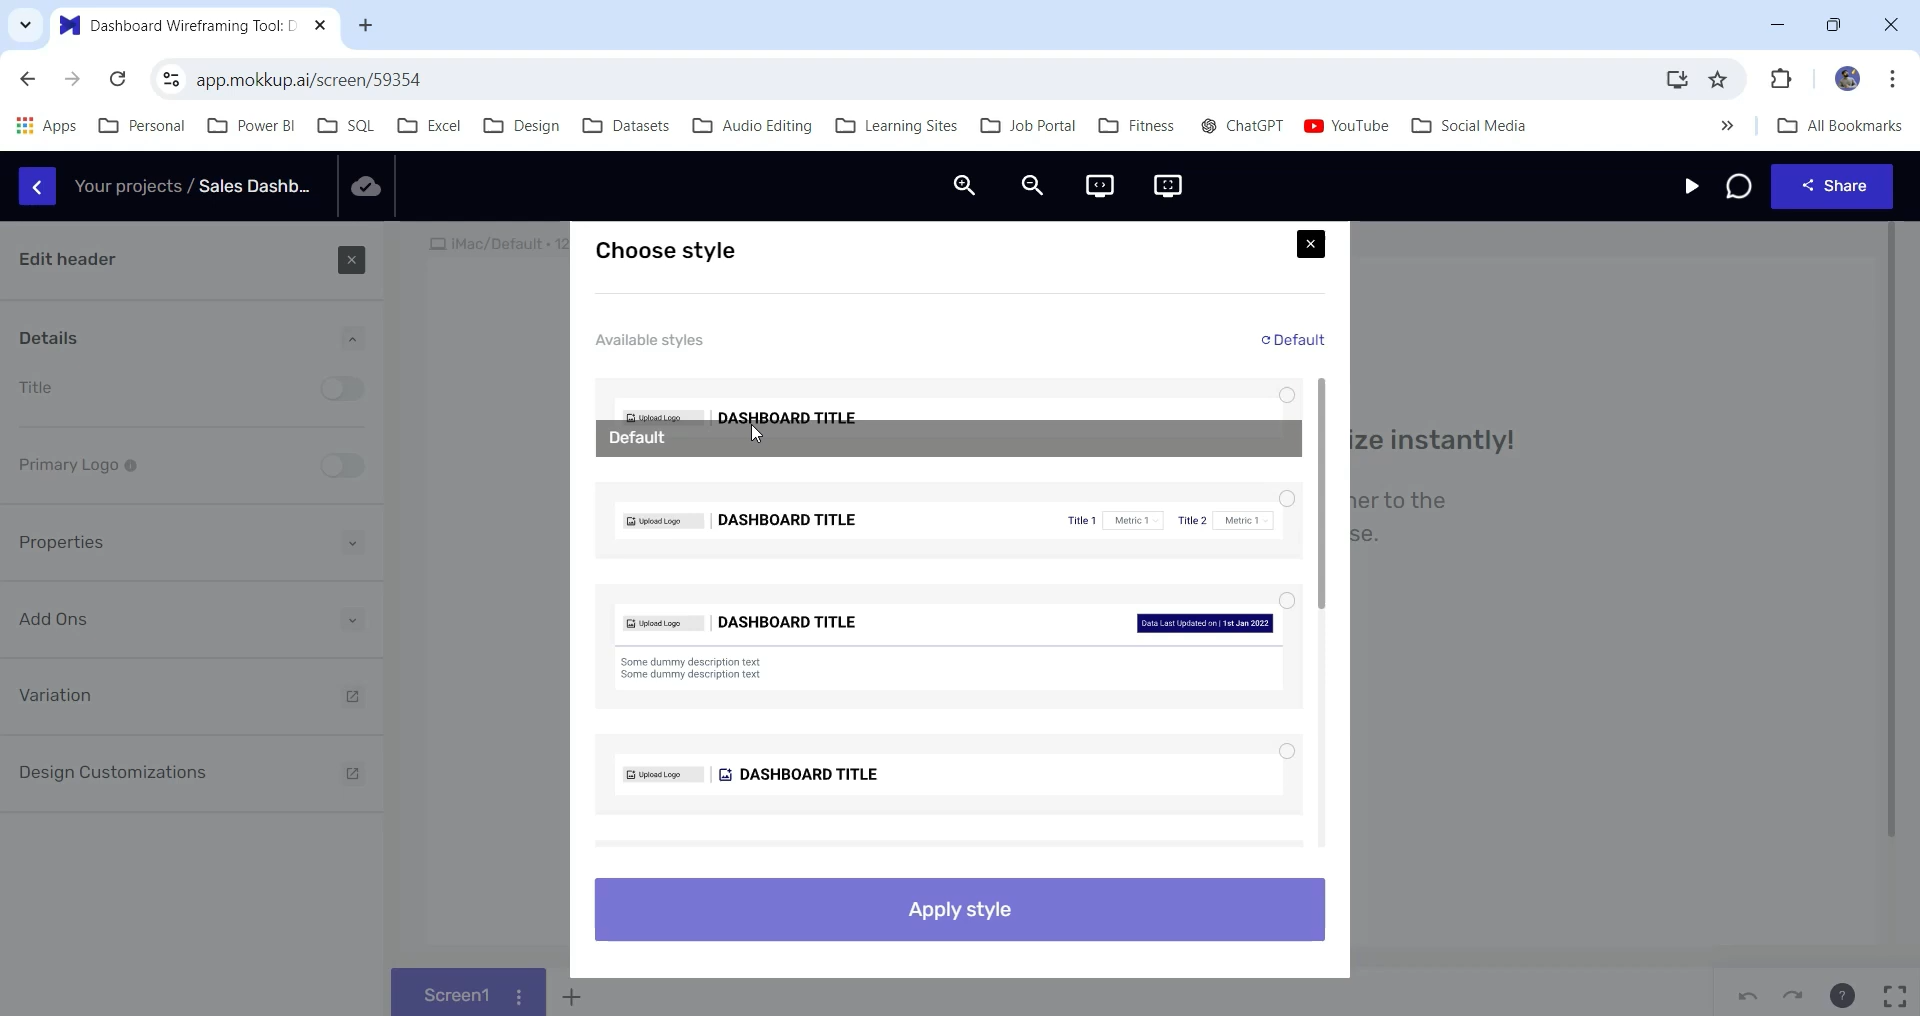 Dashboard Wireframing Tool: D
app.mokkup.ai/screen/59354
Apps Personal Power BI SQL Excel Design Datasets Audio Editing Learning Sites Job Portal Fitness ChatGPT YouTube Social Media All Bookmarks
Your projects / Sales Dashb... Share
Edit header
Details
Title
Primary Logo
Properties
Add Ons
Variation
Design Customizations
iMac/Default • 12
Choose style
Available styles Default
Upload Logo DASHBOARD TITLE
Default
Upload Logo DASHBOARD TITLE Title 1 Metric 1 Title 2 Metric 1
Upload Logo DASHBOARD TITLE Data Last Updated on | 1st Jan 2022
Some dummy description text
Some dummy description text
Upload Logo DASHBOARD TITLE
Apply style
ize instantly!
ner to the
se.
Screen1